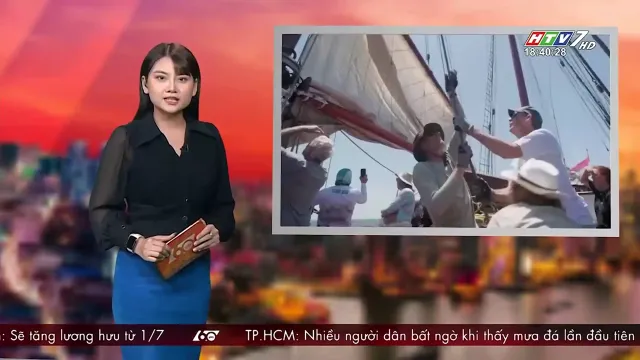 HTV7 HD
18:40:28
n: Sẽ tăng lương hưu từ 1/7 60 TP.HCM: Nhiều người dân bất ngờ khi thấy mưa đá lần đầu tiên